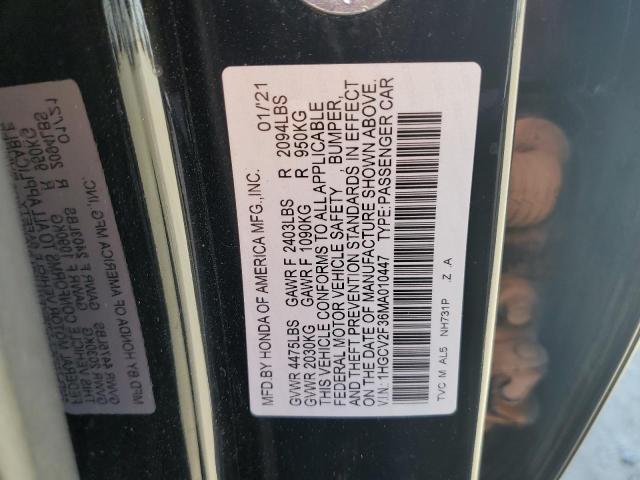 MFD.BY HONDA OF AMERICA MFG.,INC. 01/'21
GVWR 4475LBS GAWR F 2403LBS R 2094LBS
GVWR 2030KG GAWR F 1090KG R 950KG
THIS VEHICLE CONFORMS TO ALL APPLICABLE
FEDERAL MOTOR VEHICLE SAFETY, BUMPER,
AND THEFT PREVENTION STANDARDS IN EFFECT
ON THE DATE OF MANUFACTURE SHOWN ABOVE.
V.I.N.: 1HGCV2F36MA010447 TYPE:PASSENGER CAR
TVC M AL5 NH731P .Z .A